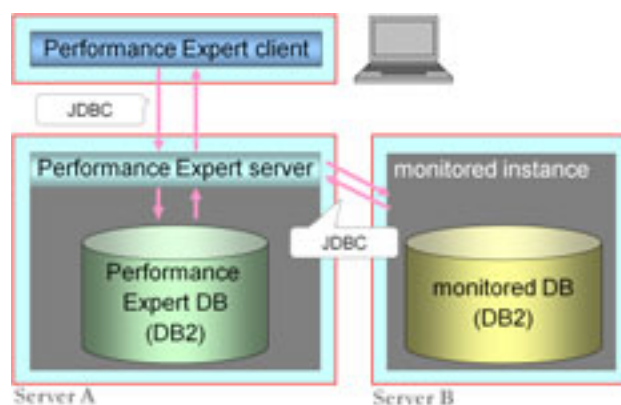 Performance Expert client
JDBC
Performance Expert server
monitored instance
JDBC
Performance
Expert DB
(DB2)
monitored DB
(DB2)
Server A
Server B